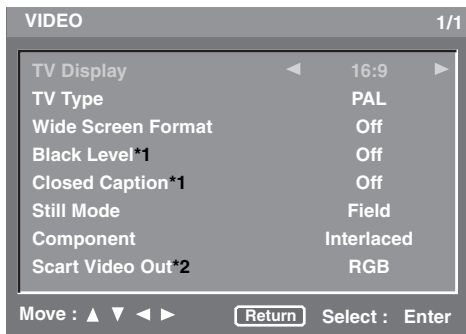 VIDEO 1/1
TV Display ◀ 16:9 ▶
TV Type PAL
Wide Screen Format Off
Black Level*1 Off
Closed Caption*1 Off
Still Mode Field
Component Interlaced
Scart Video Out*2 RGB
Move : ▲ ▼ ◀ ▶ Return Select : Enter